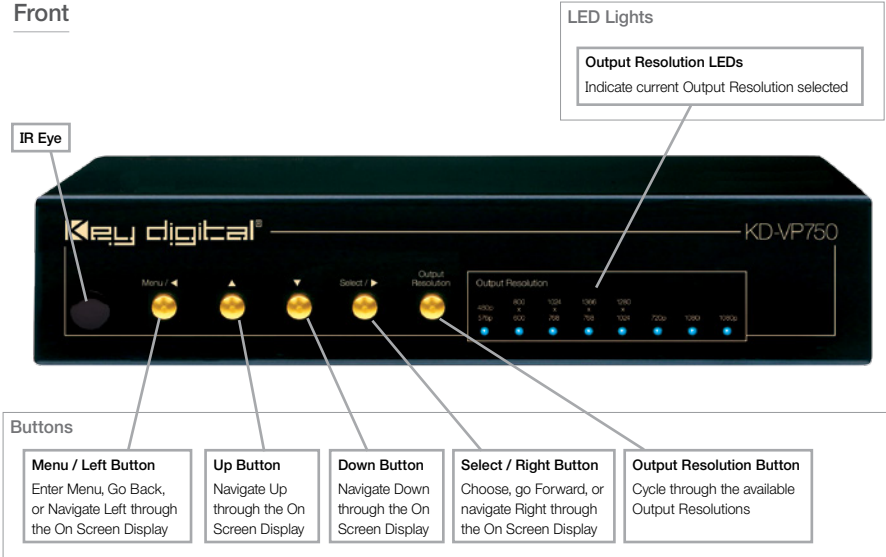 Front
LED Lights
Output Resolution LEDs
Indicate current Output Resolution selected
IR Eye
Key digital®
KD-VP750
Menu / ◀
▲
▼
Select / ▶
Output
Resolution
Output Resolution
480p
576p
800
x
600
1024
x
768
1366
x
768
1280
x
1024
720p
1080i
1080p
Buttons
Menu / Left Button
Enter Menu, Go Back,
or Navigate Left through
the On Screen Display
Up Button
Navigate Up
through the On
Screen Display
Down Button
Navigate Down
through the On
Screen Display
Select / Right Button
Choose, go Forward, or
navigate Right through
the On Screen Display
Output Resolution Button
Cycle through the available
Output Resolutions